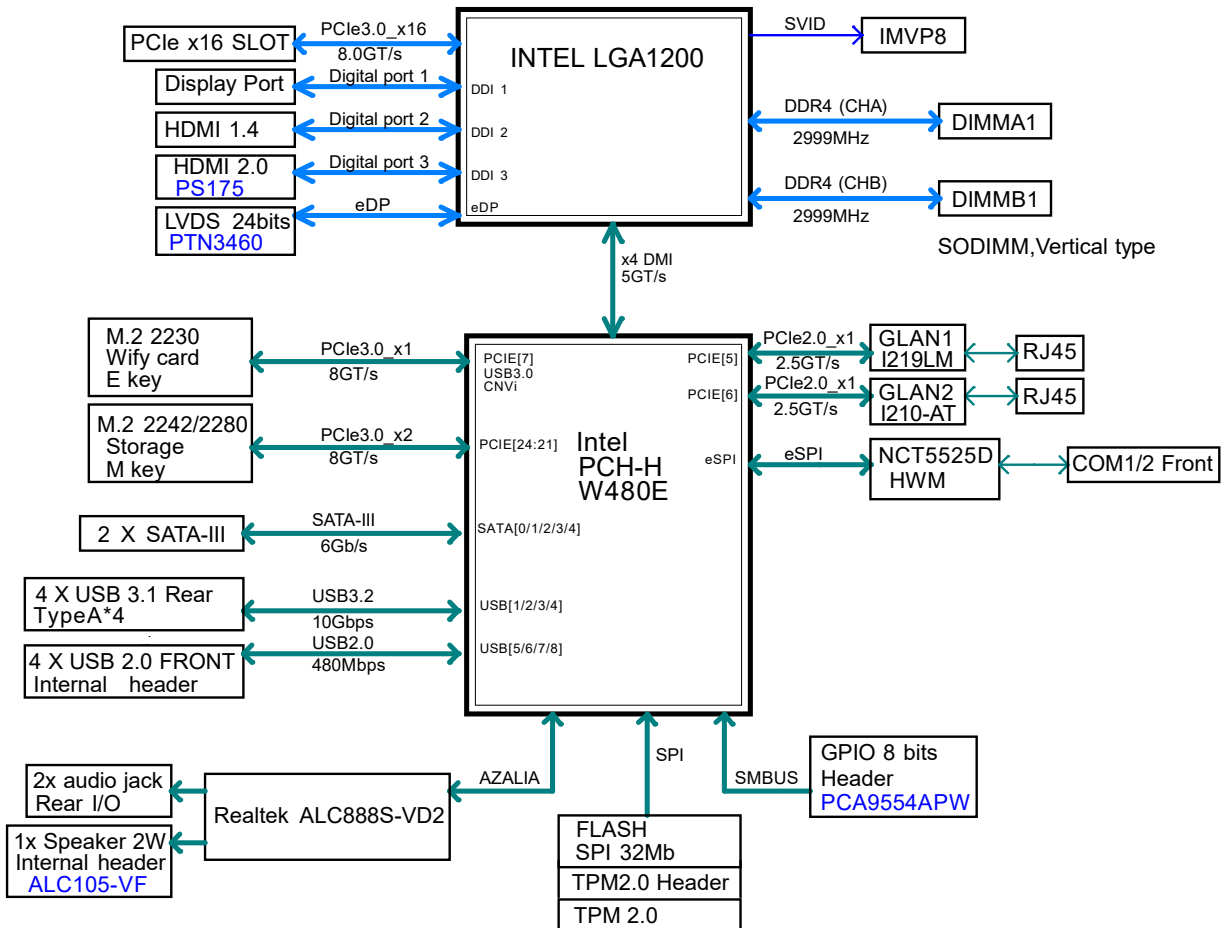 PCIe x16 SLOT
PCIe3.0_x16
8.0GT/s
Display Port
Digital port 1
HDMI 1.4
Digital port 2
HDMI 2.0
PS175
Digital port 3
LVDS 24bits
PTN3460
eDP
INTEL LGA1200
DDI 1
DDI 2
DDI 3
eDP
SVID
IMVP8
DDR4 (CHA)
2999MHz
DIMMA1
DDR4 (CHB)
2999MHz
DIMMB1
SODIMM,Vertical type
x4 DMI
5GT/s
M.2 2230
Wify card
E key
PCIe3.0_x1
8GT/s
M.2 2242/2280
Storage
M key
PCIe3.0_x2
8GT/s
2 X SATA-III
SATA-III
6Gb/s
4 X USB 3.1 Rear
TypeA*4
USB3.2
10Gbps
4 X USB 2.0 FRONT
Internal header
USB2.0
480Mbps
PCIE[7]
USB3.0
CNVi
PCIE[24:21]
SATA[0/1/2/3/4]
USB[1/2/3/4]
USB[5/6/7/8]
Intel
PCH-H
W480E
PCIE[5]
PCIE[6]
eSPI
PCIe2.0_x1
2.5GT/s
GLAN1
I219LM
RJ45
PCIe2.0_x1
2.5GT/s
GLAN2
I210-AT
RJ45
eSPI
NCT5525D
HWM
COM1/2 Front
2x audio jack
Rear I/O
1x Speaker 2W
Internal header
ALC105-VF
Realtek ALC888S-VD2
AZALIA
SPI
FLASH
SPI 32Mb
TPM2.0 Header
TPM 2.0
SMBUS
GPIO 8 bits
Header
PCA9554APW